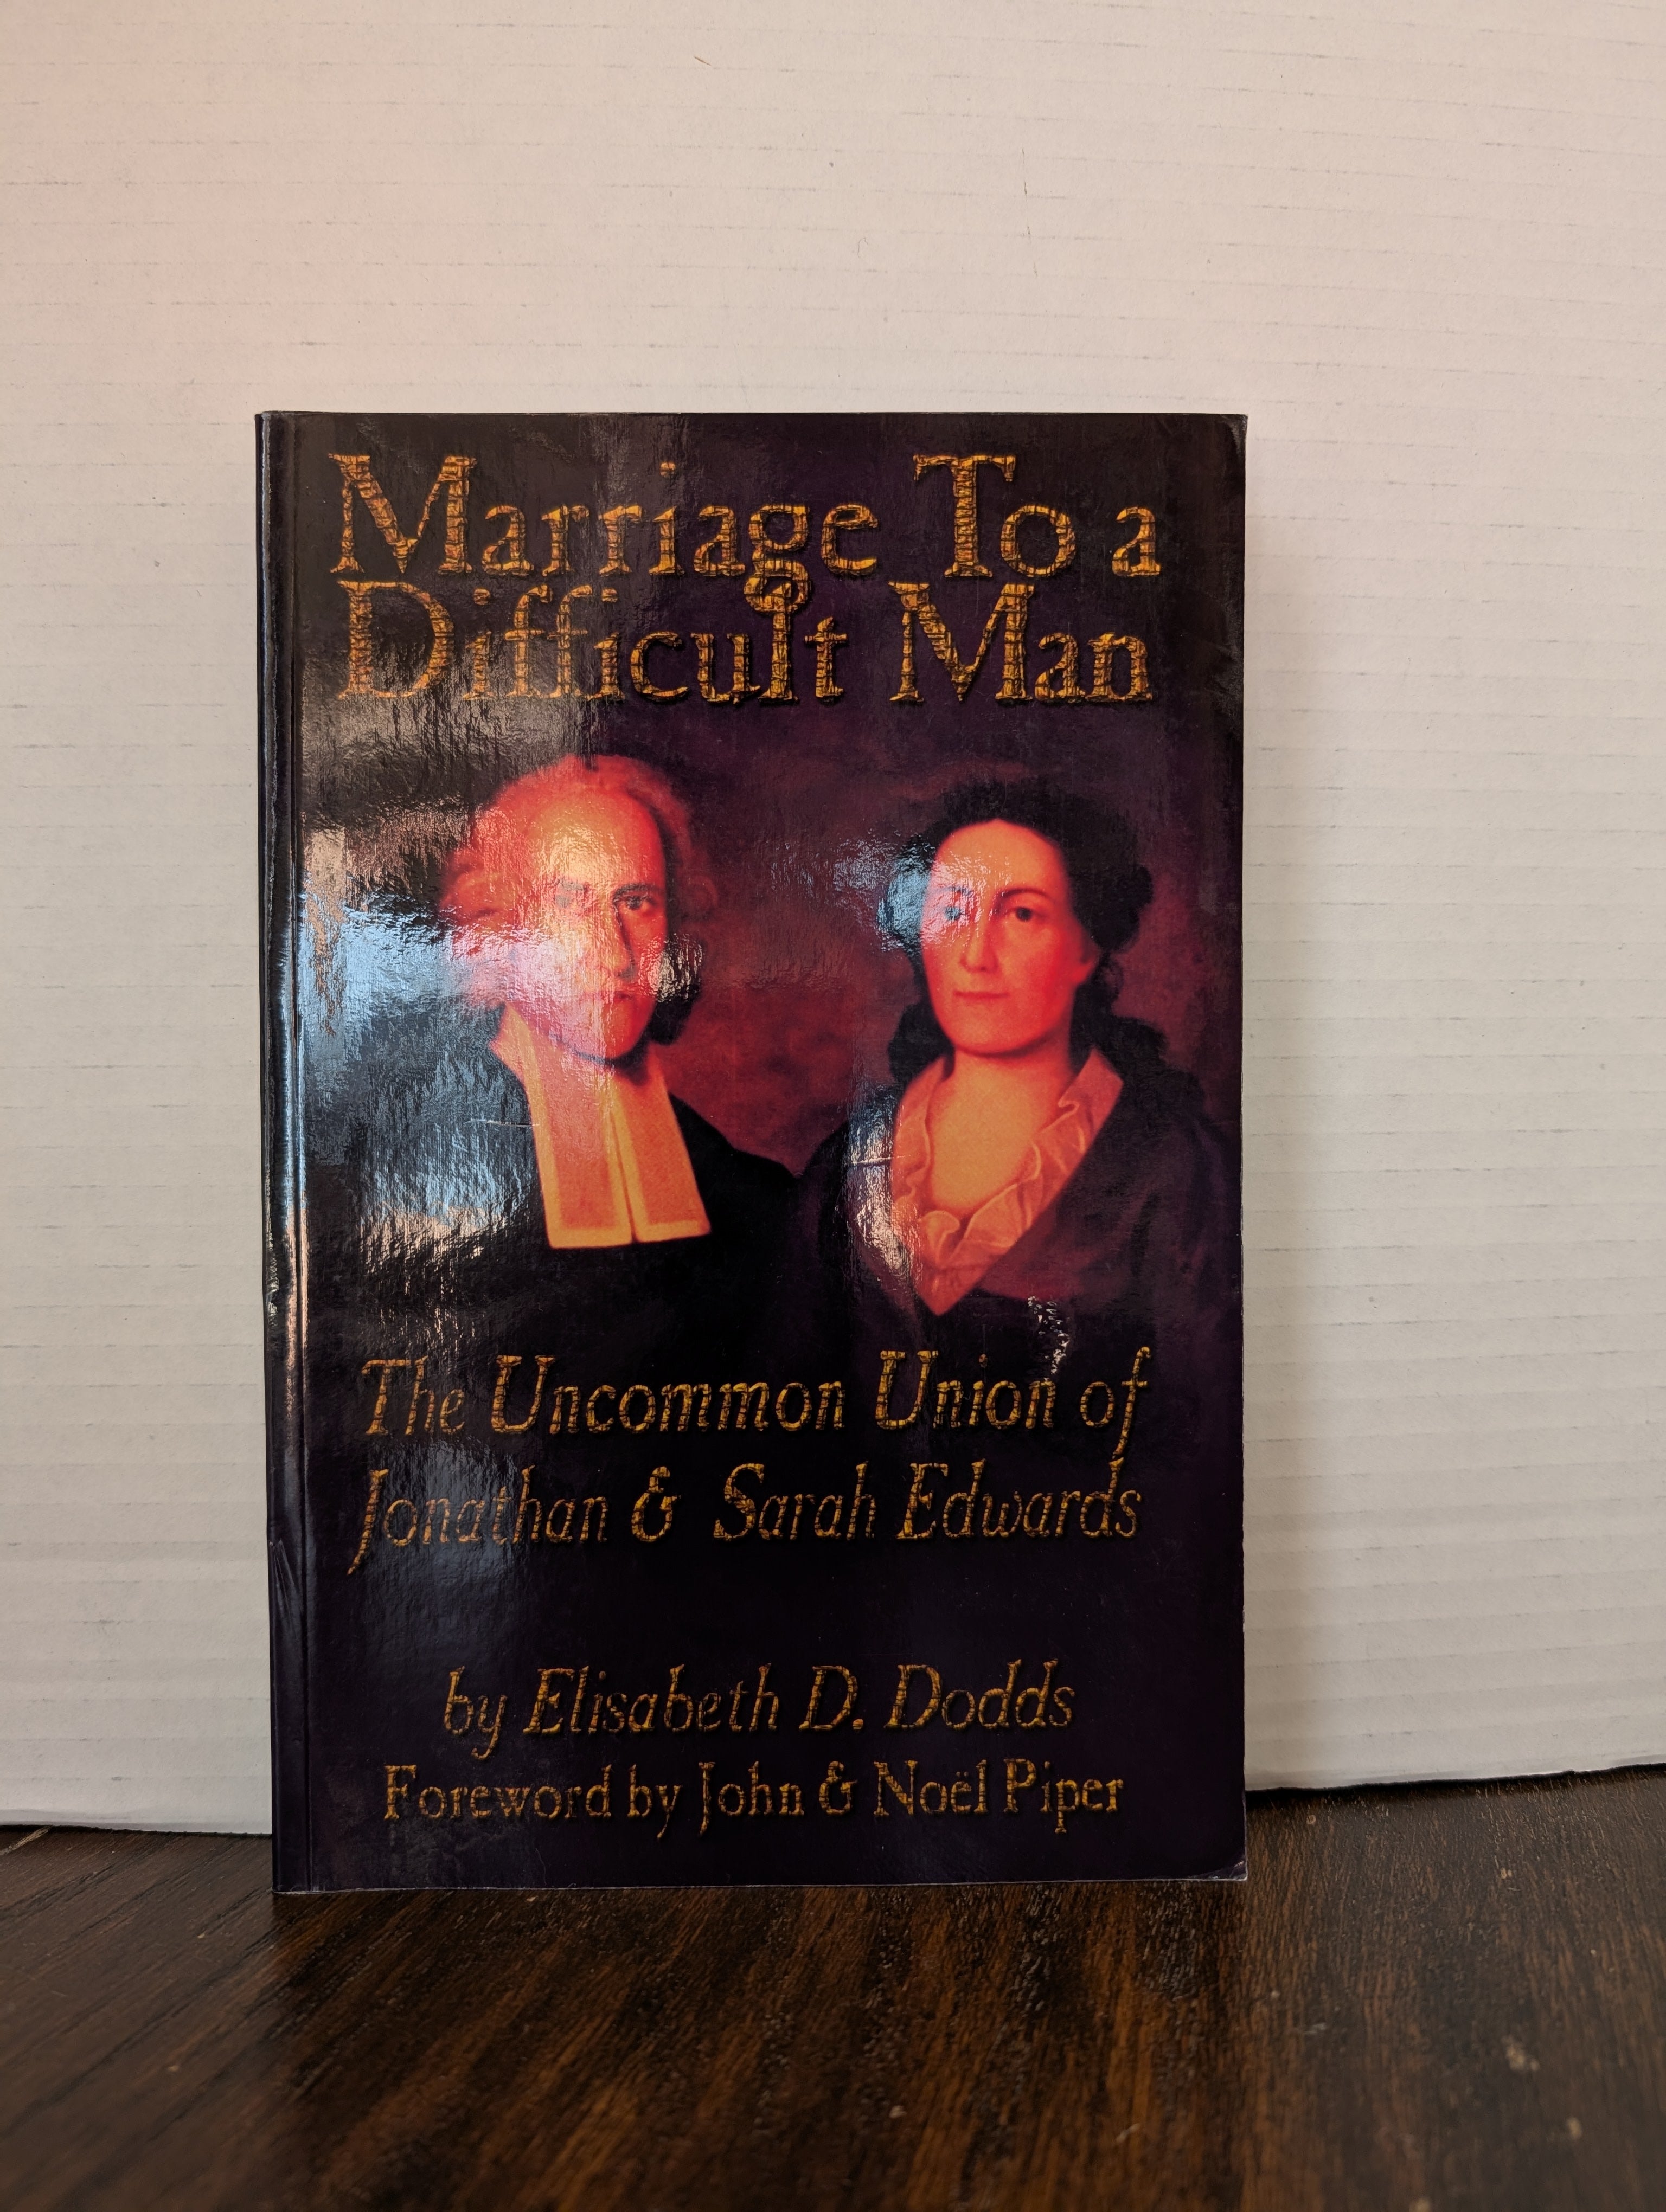 Marriage To a
Difficult Man
The Uncommon Union of
Jonathan & Sarah Edwards
by Elisabeth D. Dodds
Foreword by John & Noël Piper